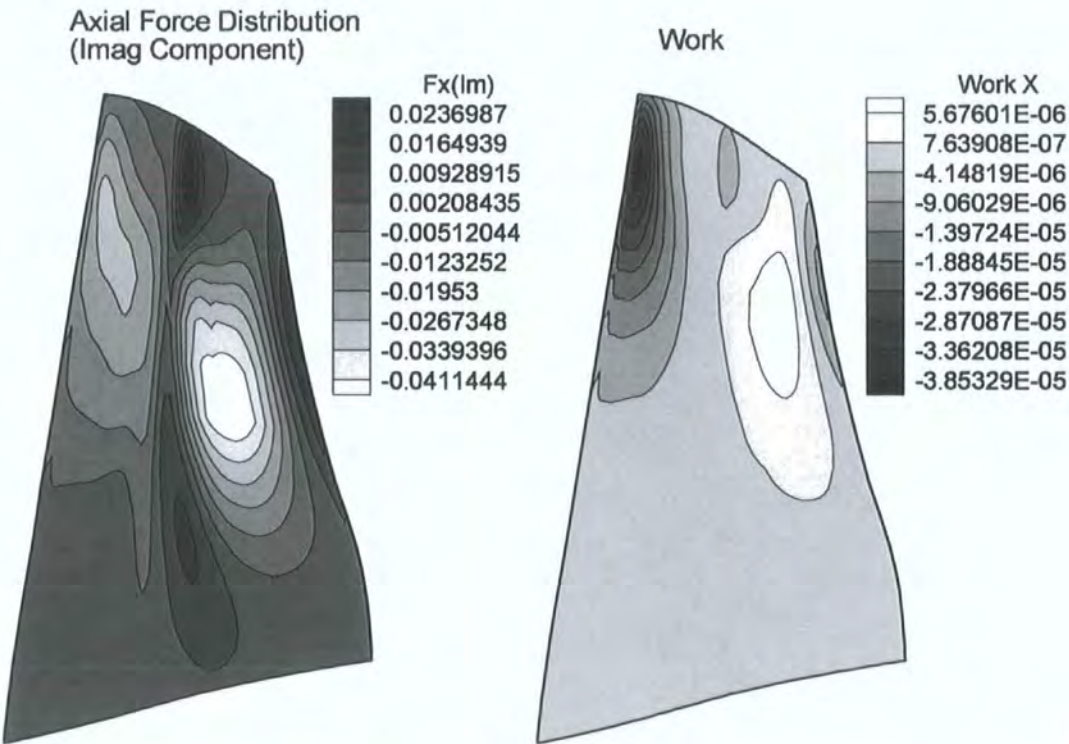 Axial Force Distribution
(Imag Component)
Fx(Im)
0.0236987
0.0164939
0.00928915
0.00208435
-0.00512044
-0.0123252
-0.01953
-0.0267348
-0.0339396
-0.0411444
Work
Work X
5.67601E-06
7.63908E-07
-4.14819E-06
-9.06029E-06
-1.39724E-05
-1.88845E-05
-2.37966E-05
-2.87087E-05
-3.36208E-05
-3.85329E-05